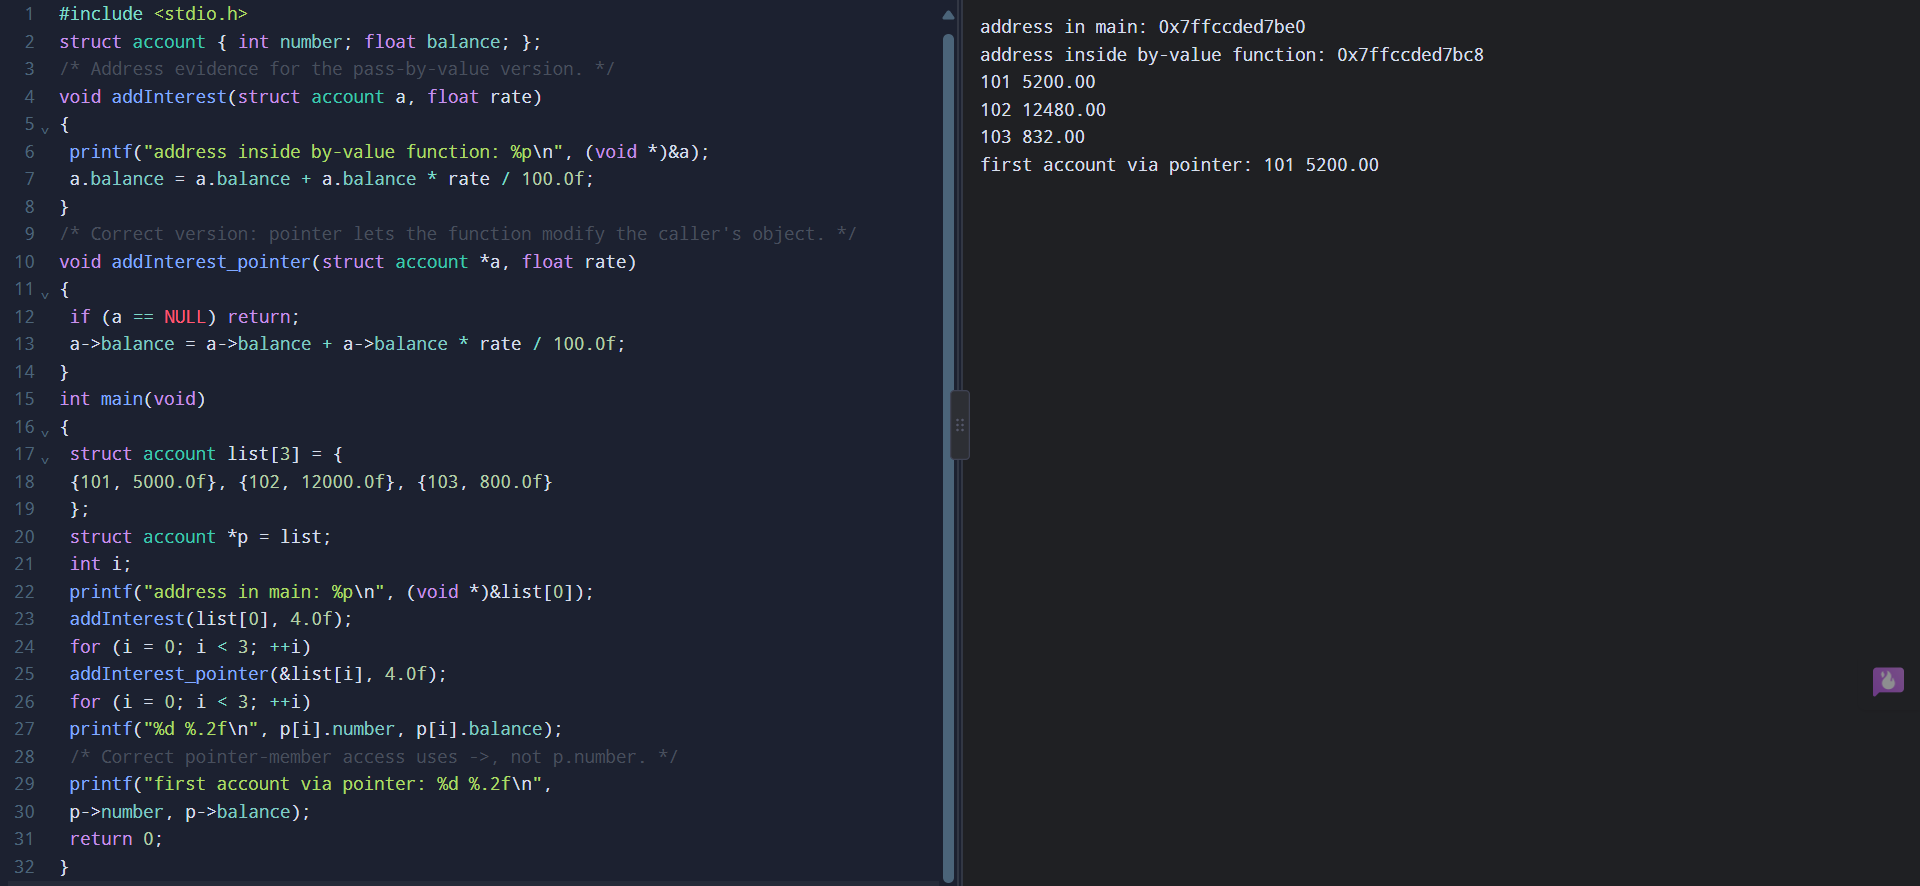 1 #include <stdio.h>
2 struct account { int number; float balance; };
3 /* Address evidence for the pass-by-value version. */
4 void addInterest(struct account a, float rate)
5 {
6 printf("address inside by-value function: %p\n", (void *)&a);
7 a.balance = a.balance + a.balance * rate / 100.0f;
8 }
9 /* Correct version: pointer lets the function modify the caller's object. */
10 void addInterest_pointer(struct account *a, float rate)
11 {
12 if (a == NULL) return;
13 a->balance = a->balance + a->balance * rate / 100.0f;
14 }
15 int main(void)
16 {
17 struct account list[3] = {
18 {101, 5000.0f}, {102, 12000.0f}, {103, 800.0f}
19 };
20 struct account *p = list;
21 int i;
22 printf("address in main: %p\n", (void *)&list[0]);
23 addInterest(list[0], 4.0f);
24 for (i = 0; i < 3; ++i)
25 addInterest_pointer(&list[i], 4.0f);
26 for (i = 0; i < 3; ++i)
27 printf("%d %.2f\n", p[i].number, p[i].balance);
28 /* Correct pointer-member access uses ->, not p.number. */
29 printf("first account via pointer: %d %.2f\n",
30 p->number, p->balance);
31 return 0;
32 }
address in main: 0x7ffccded7be0
address inside by-value function: 0x7ffccded7bc8
101 5200.00
102 12480.00
103 832.00
first account via pointer: 101 5200.00